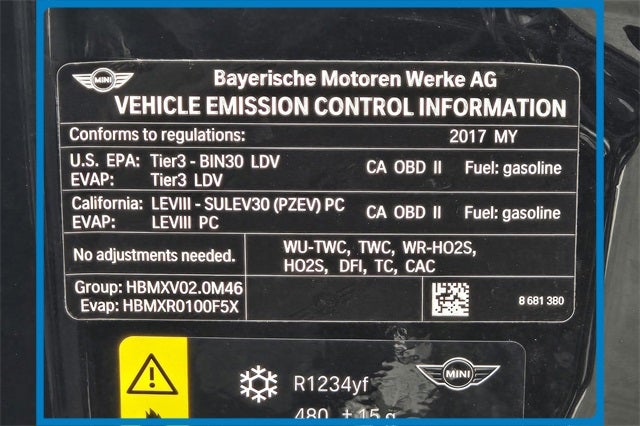 MINI
Bayerische Motoren Werke AG
VEHICLE EMISSION CONTROL INFORMATION
Conforms to regulations: 2017 MY
U.S. EPA: Tier3 - BIN30 LDV CA OBD II Fuel: gasoline
EVAP: Tier3 LDV
California: LEVIII - SULEV30 (PZEV) PC CA OBD II Fuel: gasoline
EVAP: LEVIII PC
No adjustments needed.
WU-TWC, TWC, WR-HO2S,
HO2S, DFI, TC, CAC
Group: HBMXV02.0M46
Evap: HBMXR0100F5X
8 681 380
R1234yf
MINI
480 ± 15 g